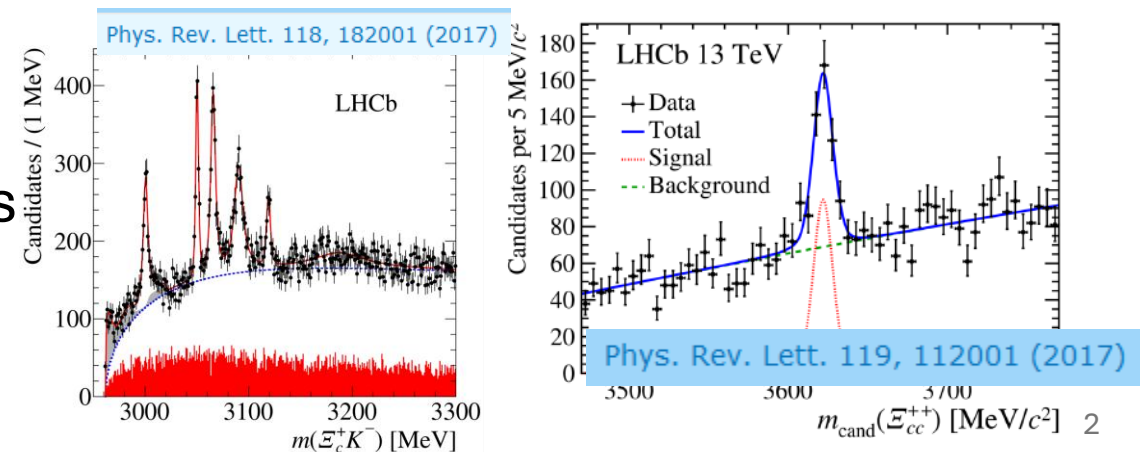 Phys. Rev. Lett. 118, 182001 (2017)
Candidates / (1 MeV)
400
300
200
100
0
LHCb
3000 3100 3200 3300
m(Ξc+K−) [MeV]
s
Candidates per 5 MeV/c²
180
160
140
120
100
80
60
40
20
0
LHCb 13 TeV
Data
Total
Signal
Background
Phys. Rev. Lett. 119, 112001 (2017)
3500 3600 3700
mcand(Ξcc++) [MeV/c²]
2